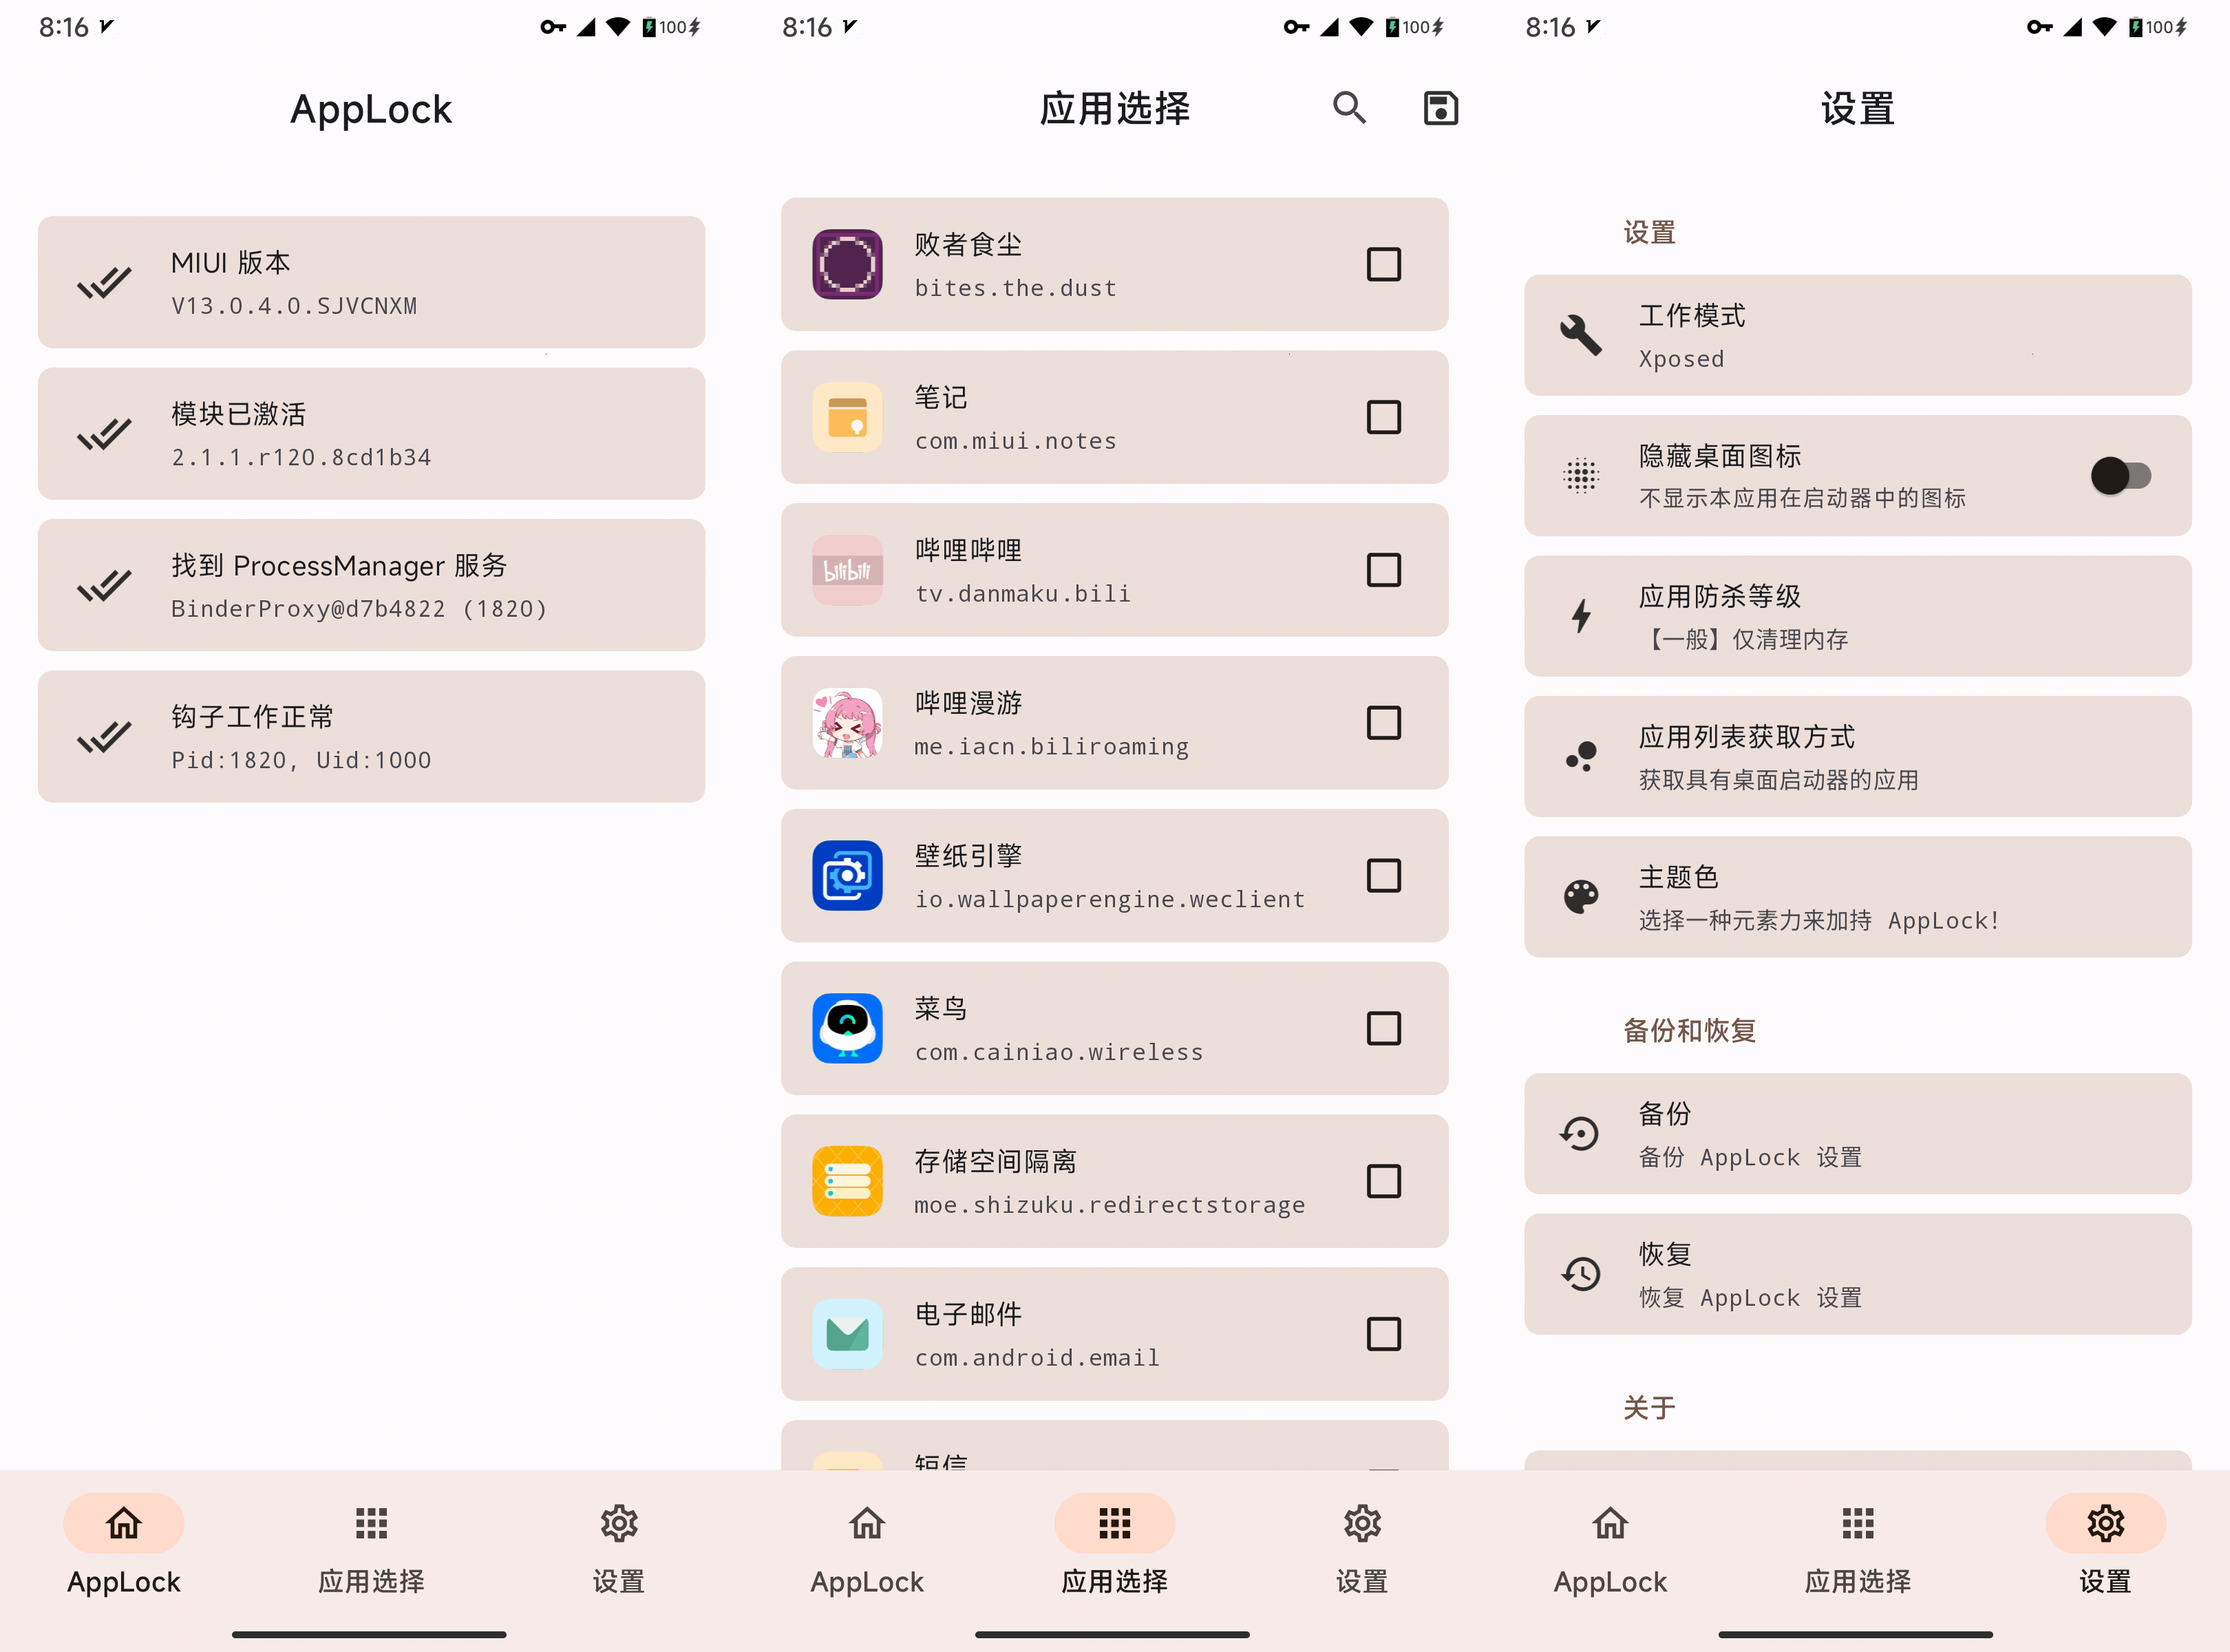 8:16
100
AppLock
MIUI 版本
V13.0.4.0.SJVCNXM
模块已激活
2.1.1.r120.8cd1b34
找到 ProcessManager 服务
BinderProxy@d7b4822 (1820)
钩子工作正常
Pid:1820, Uid:1000
AppLock
应用选择
设置
8:16
100
应用选择
败者食尘
bites.the.dust
笔记
com.miui.notes
哔哩哔哩
bilibili
tv.danmaku.bili
哔哩漫游
me.iacn.biliroaming
壁纸引擎
io.wallpaperengine.weclient
菜鸟
com.cainiao.wireless
存储空间隔离
moe.shizuku.redirectstorage
电子邮件
com.android.email
短信
AppLock
应用选择
设置
8:16
100
设置
设置
工作模式
Xposed
隐藏桌面图标
不显示本应用在启动器中的图标
应用防杀等级
【一般】仅清理内存
应用列表获取方式
获取具有桌面启动器的应用
主题色
选择一种元素力来加持 AppLock!
备份和恢复
备份
备份 AppLock 设置
恢复
恢复 AppLock 设置
关于
AppLock
应用选择
设置